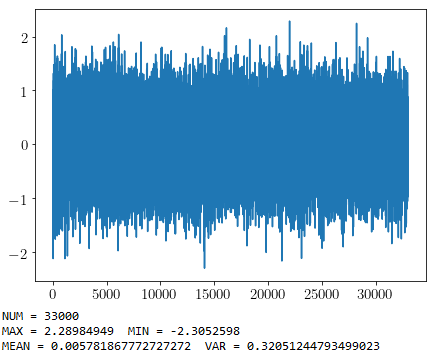 2
1
0
−1
−2
0 5000 10000 15000 20000 25000 30000
NUM = 33000
MAX = 2.28984949 MIN = -2.3052598
MEAN = 0.005781867772727272 VAR = 0.32051244793499023